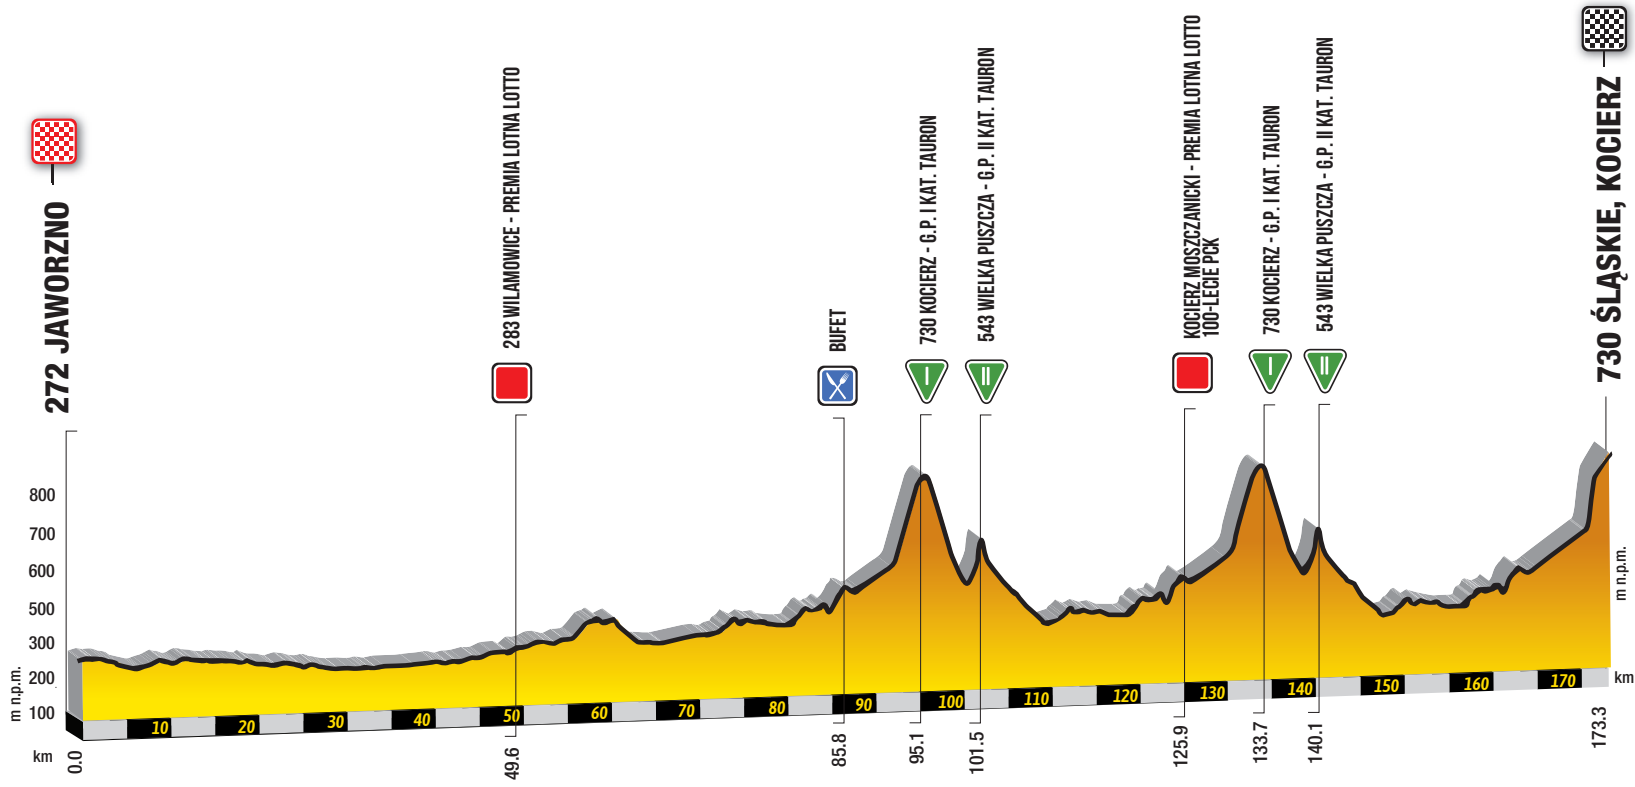 272 JAWORZNO
283 WILAMOWICE - PREMIA LOTNA LOTTO
BUFET
730 KOCIERZ - G.P. I KAT. TAURON
543 WIELKA PUSZCZA - G.P. II KAT. TAURON
KOCIERZ MOSZCZANICKI - PREMIA LOTNA LOTTO
100-LECIE PCK
730 KOCIERZ - G.P. I KAT. TAURON
543 WIELKA PUSZCZA - G.P. II KAT. TAURON
730 ŚLĄSKIE, KOCIERZ
I
II
I
II
800
700
600
500
400
300
200
100
m n.p.m.
m n.p.m.
10 20 30 40 50 60 70 80 90 100 110 120 130 140 150 160 170
km
km
0.0
49.6
85.8
95.1
101.5
125.9
133.7
140.1
173.3